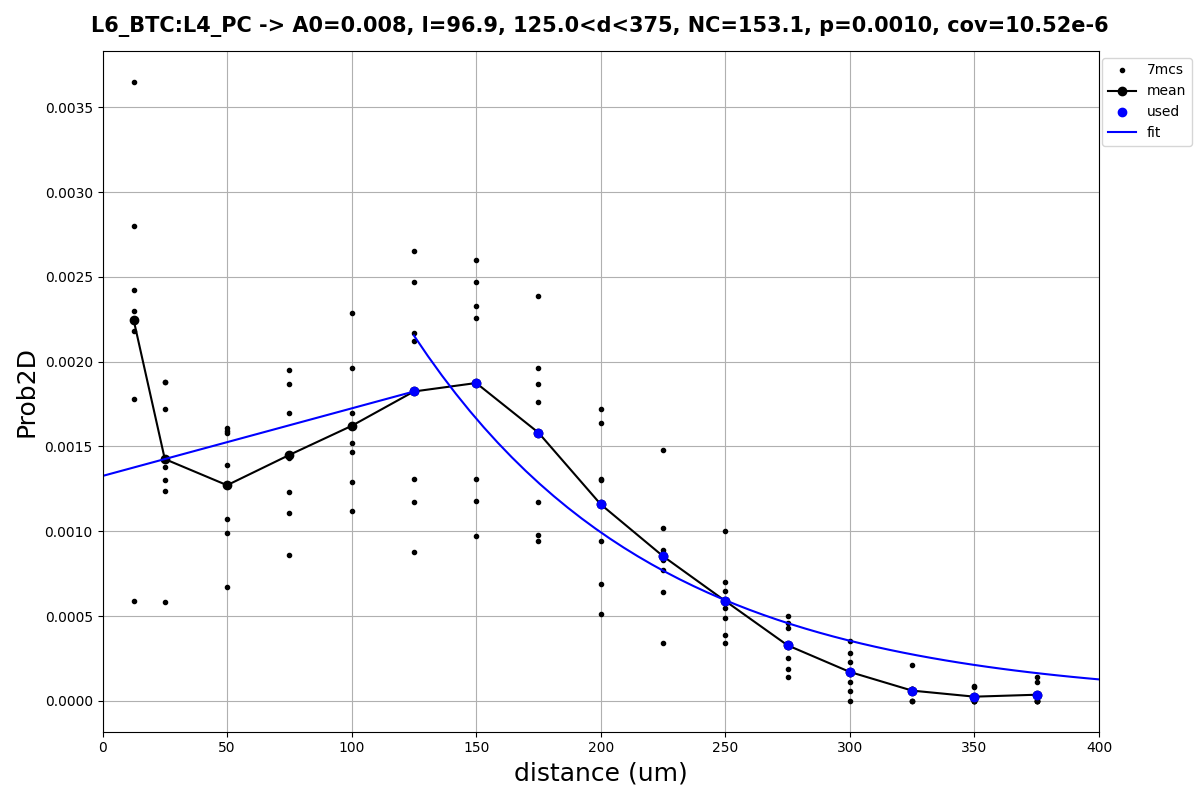 L6_BTC:L4_PC -> A0=0.008, l=96.9, 125.0<d<375, NC=153.1, p=0.0010, cov=10.52e-6
7mcs
mean
used
fit
0.0035
0.0030
0.0025
0.0020
0.0015
0.0010
0.0005
0.0000
Prob2D
0 50 100 150 200 250 300 350 400
distance (um)